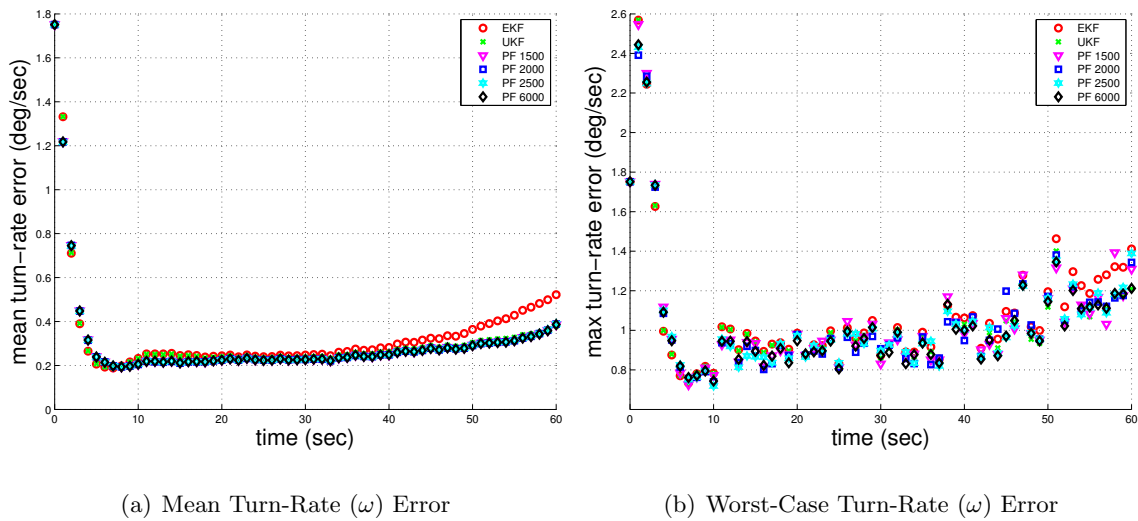 mean turn-rate error (deg/sec)
2
1.8
1.6
1.4
1.2
1
0.8
0.6
0.4
0.2
0
0
10
20
30
40
50
60
time (sec)
EKF
UKF
PF 1500
PF 2000
PF 2500
PF 6000
(a) Mean Turn-Rate (ω) Error
max turn-rate error (deg/sec)
2.6
2.4
2.2
2
1.8
1.6
1.4
1.2
1
0.8
0
10
20
30
40
50
60
time (sec)
EKF
UKF
PF 1500
PF 2000
PF 2500
PF 6000
(b) Worst-Case Turn-Rate (ω) Error